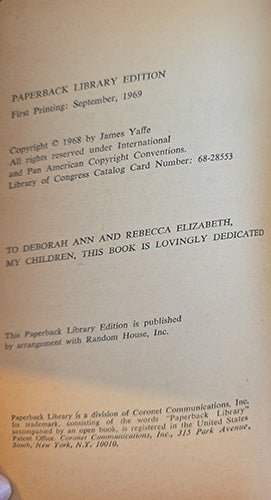 PAPERBACK LIBRARY EDITION
First Printing: September, 1969
Copyright © 1968 by James Yaffe
All rights reserved under International
and Pan American Copyright Conventions.
Library of Congress Catalog Card Number: 68-28553
TO DEBORAH ANN AND REBECCA ELIZABETH,
MY CHILDREN, THIS BOOK IS LOVINGLY DEDICATED
This Paperback Library Edition is published
by arrangement with Random House, Inc.
Paperback Library is a division of Coronet Communications, Inc.
Its trademark, consisting of the words "Paperback Library"
accompanied by an open book, is registered in the United States
Patent Office. Coronet Communications, Inc., 315 Park Avenue,
South, New York, N.Y. 10010.